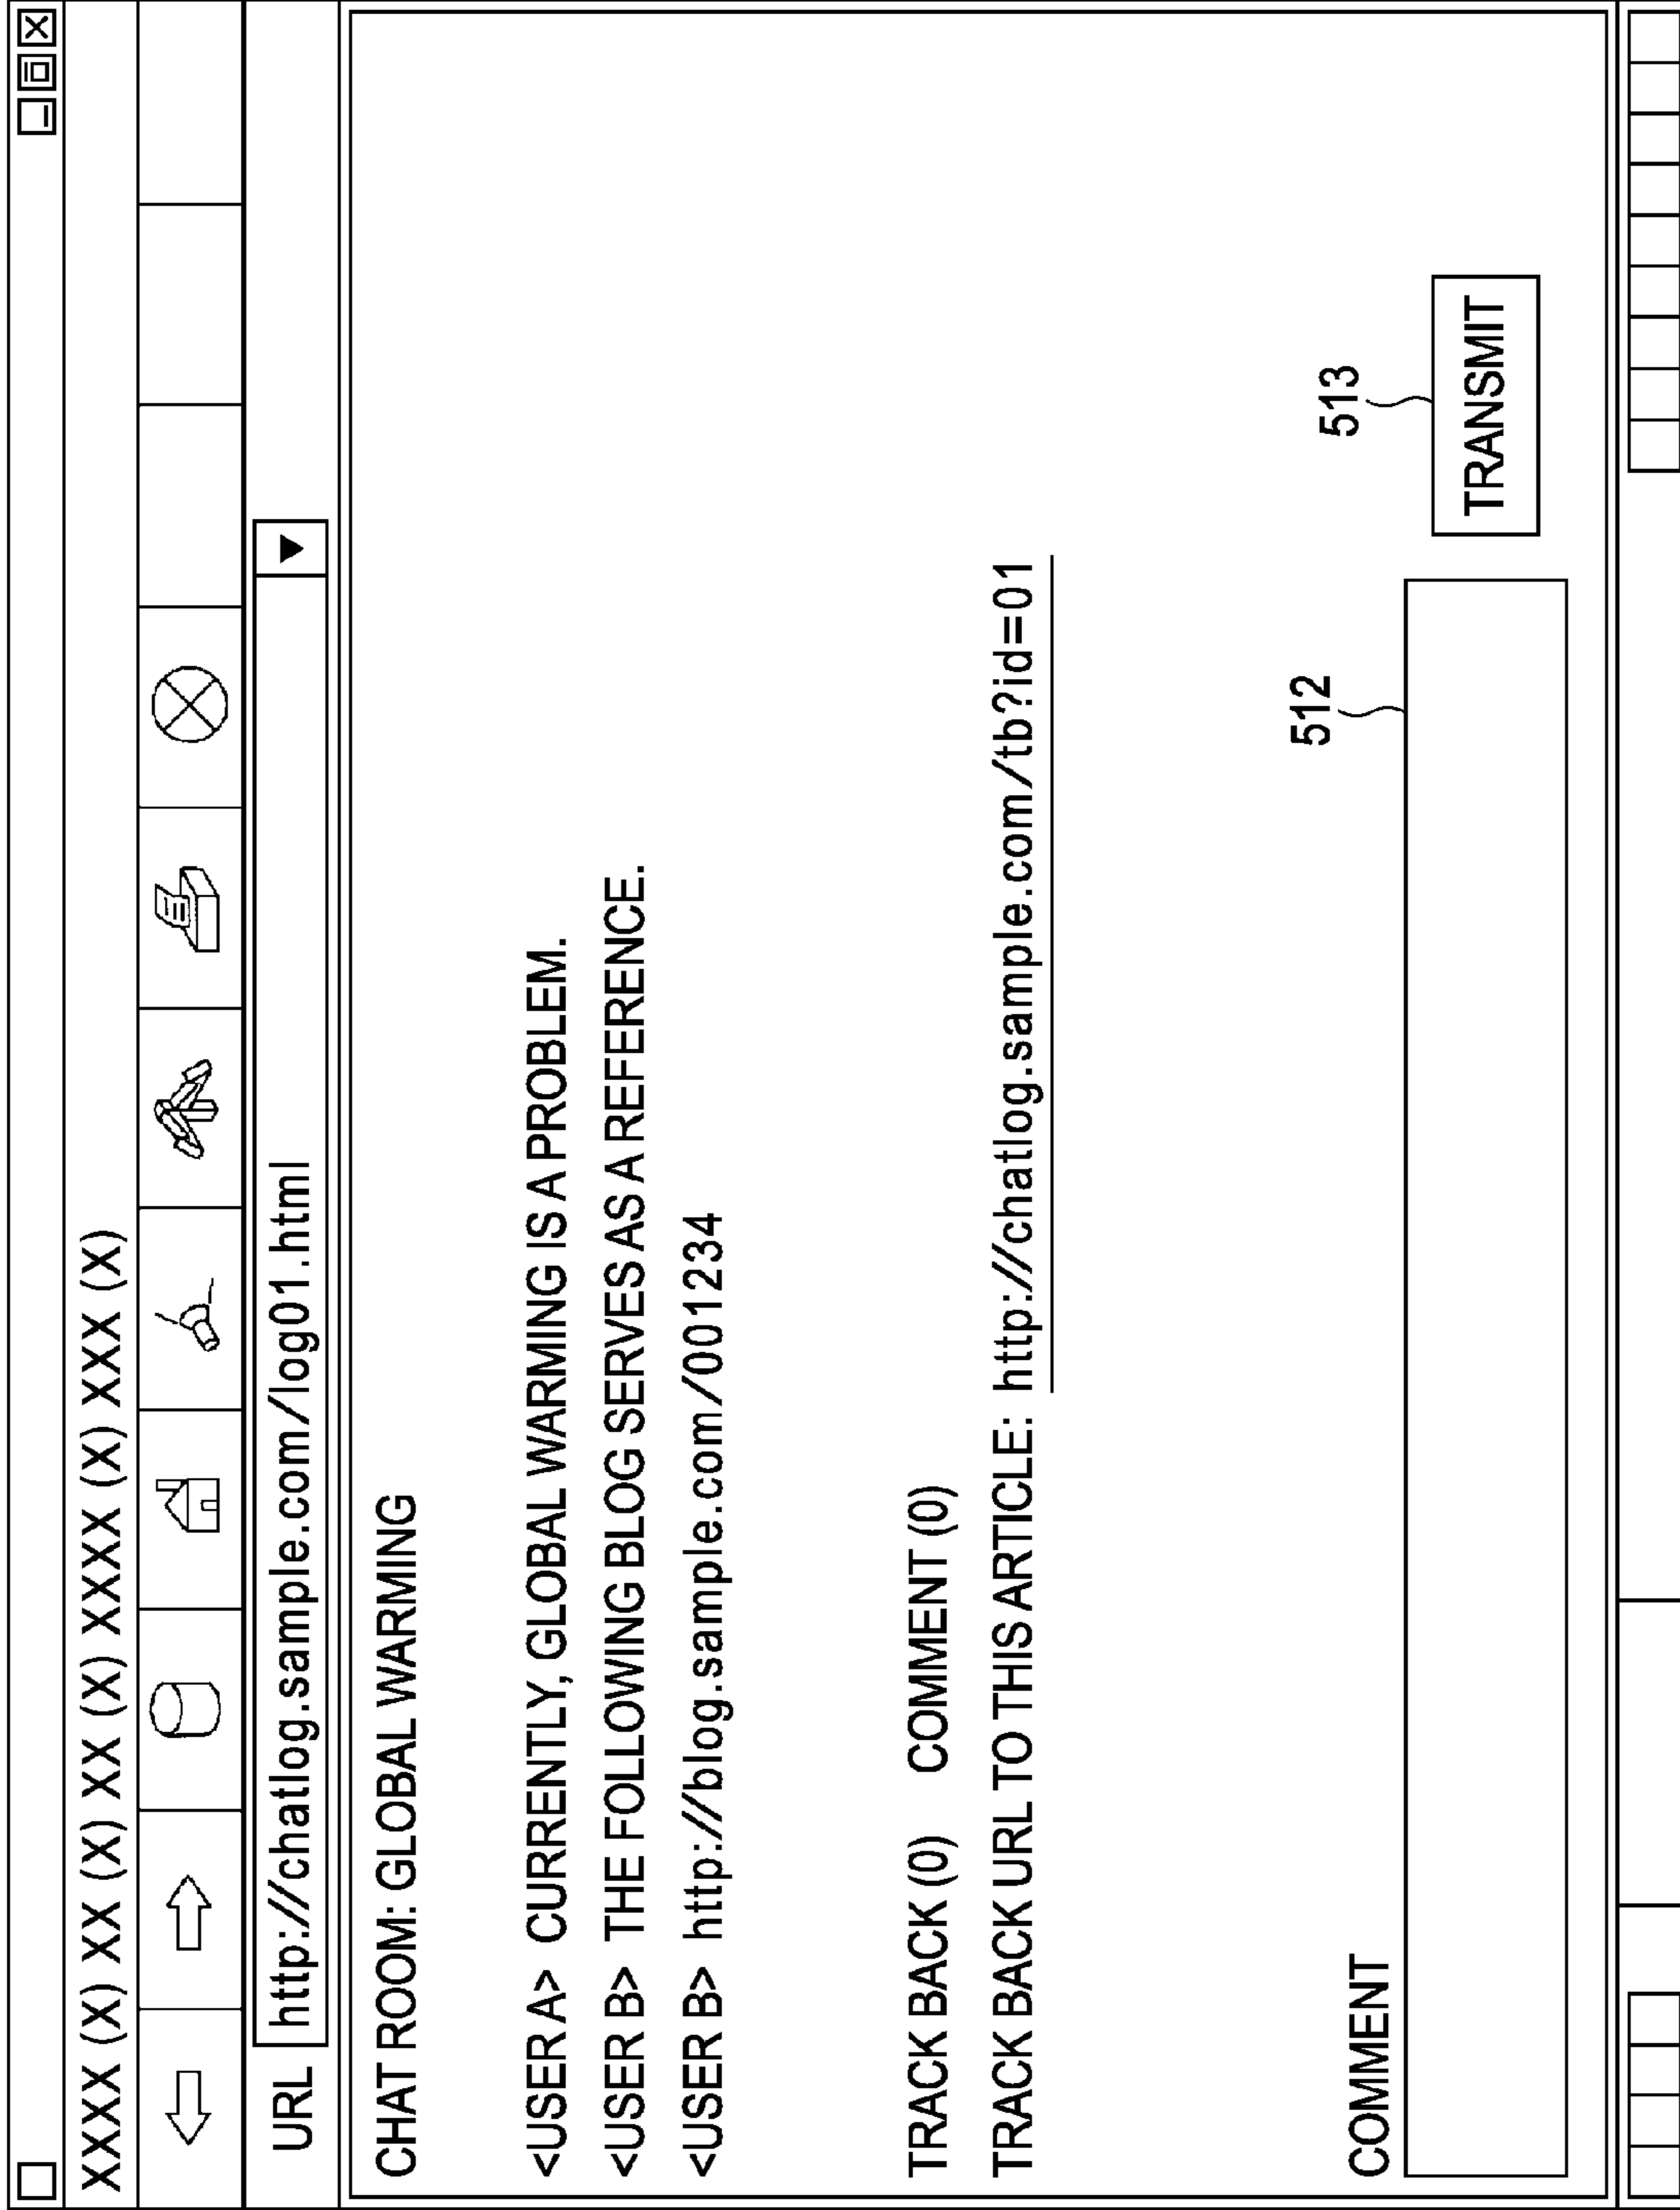 XXXX (X) XX (X) XX (X) XXXX (X) XXX (X)
URL http://chatlog.sample.com/log01.html
CHAT ROOM: GLOBAL WARMING
<USER A> CURRENTLY, GLOBAL WARMING IS A PROBLEM.
<USER B> THE FOLLOWING BLOG SERVES AS A REFERENCE.
<USER B> http://blog.sample.com/001234
TRACK BACK (0) COMMENT (0)
TRACK BACK URL TO THIS ARTICLE: http://chatlog.sample.com/tb?id=01
512
513
COMMENT
TRANSMIT